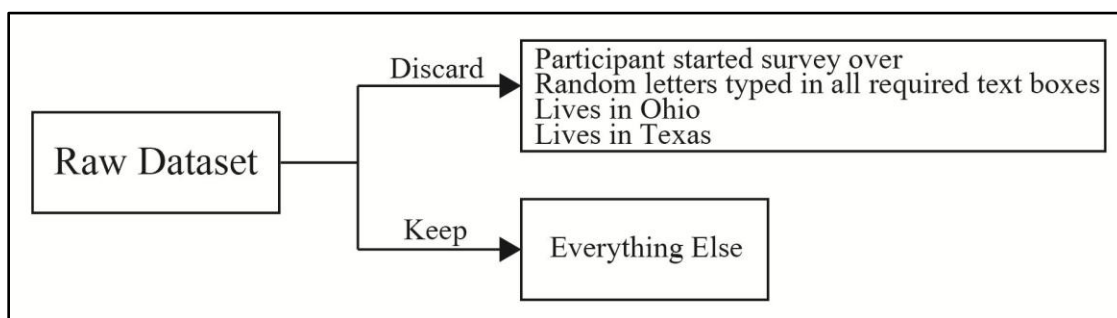 Raw Dataset
Discard
Participant started survey over
Random letters typed in all required text boxes
Lives in Ohio
Lives in Texas
Keep
Everything Else